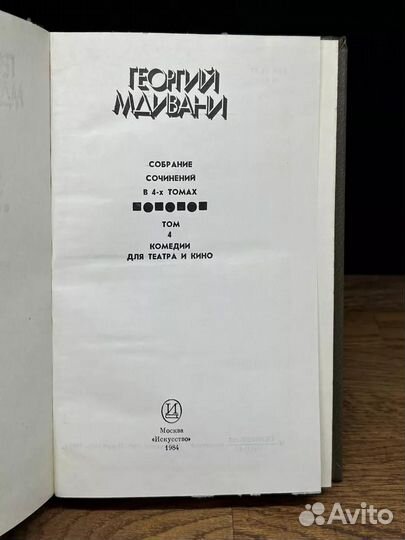 ГЕОРГИЙ
МДИВАНИ
СОБРАНИЕ
СОЧИНЕНИЙ
В 4-х ТОМАХ
ТОМ
4
КОМЕДИИ
ДЛЯ ТЕАТРА И КИНО
И
Москва
«Искусство»
1984
Avito